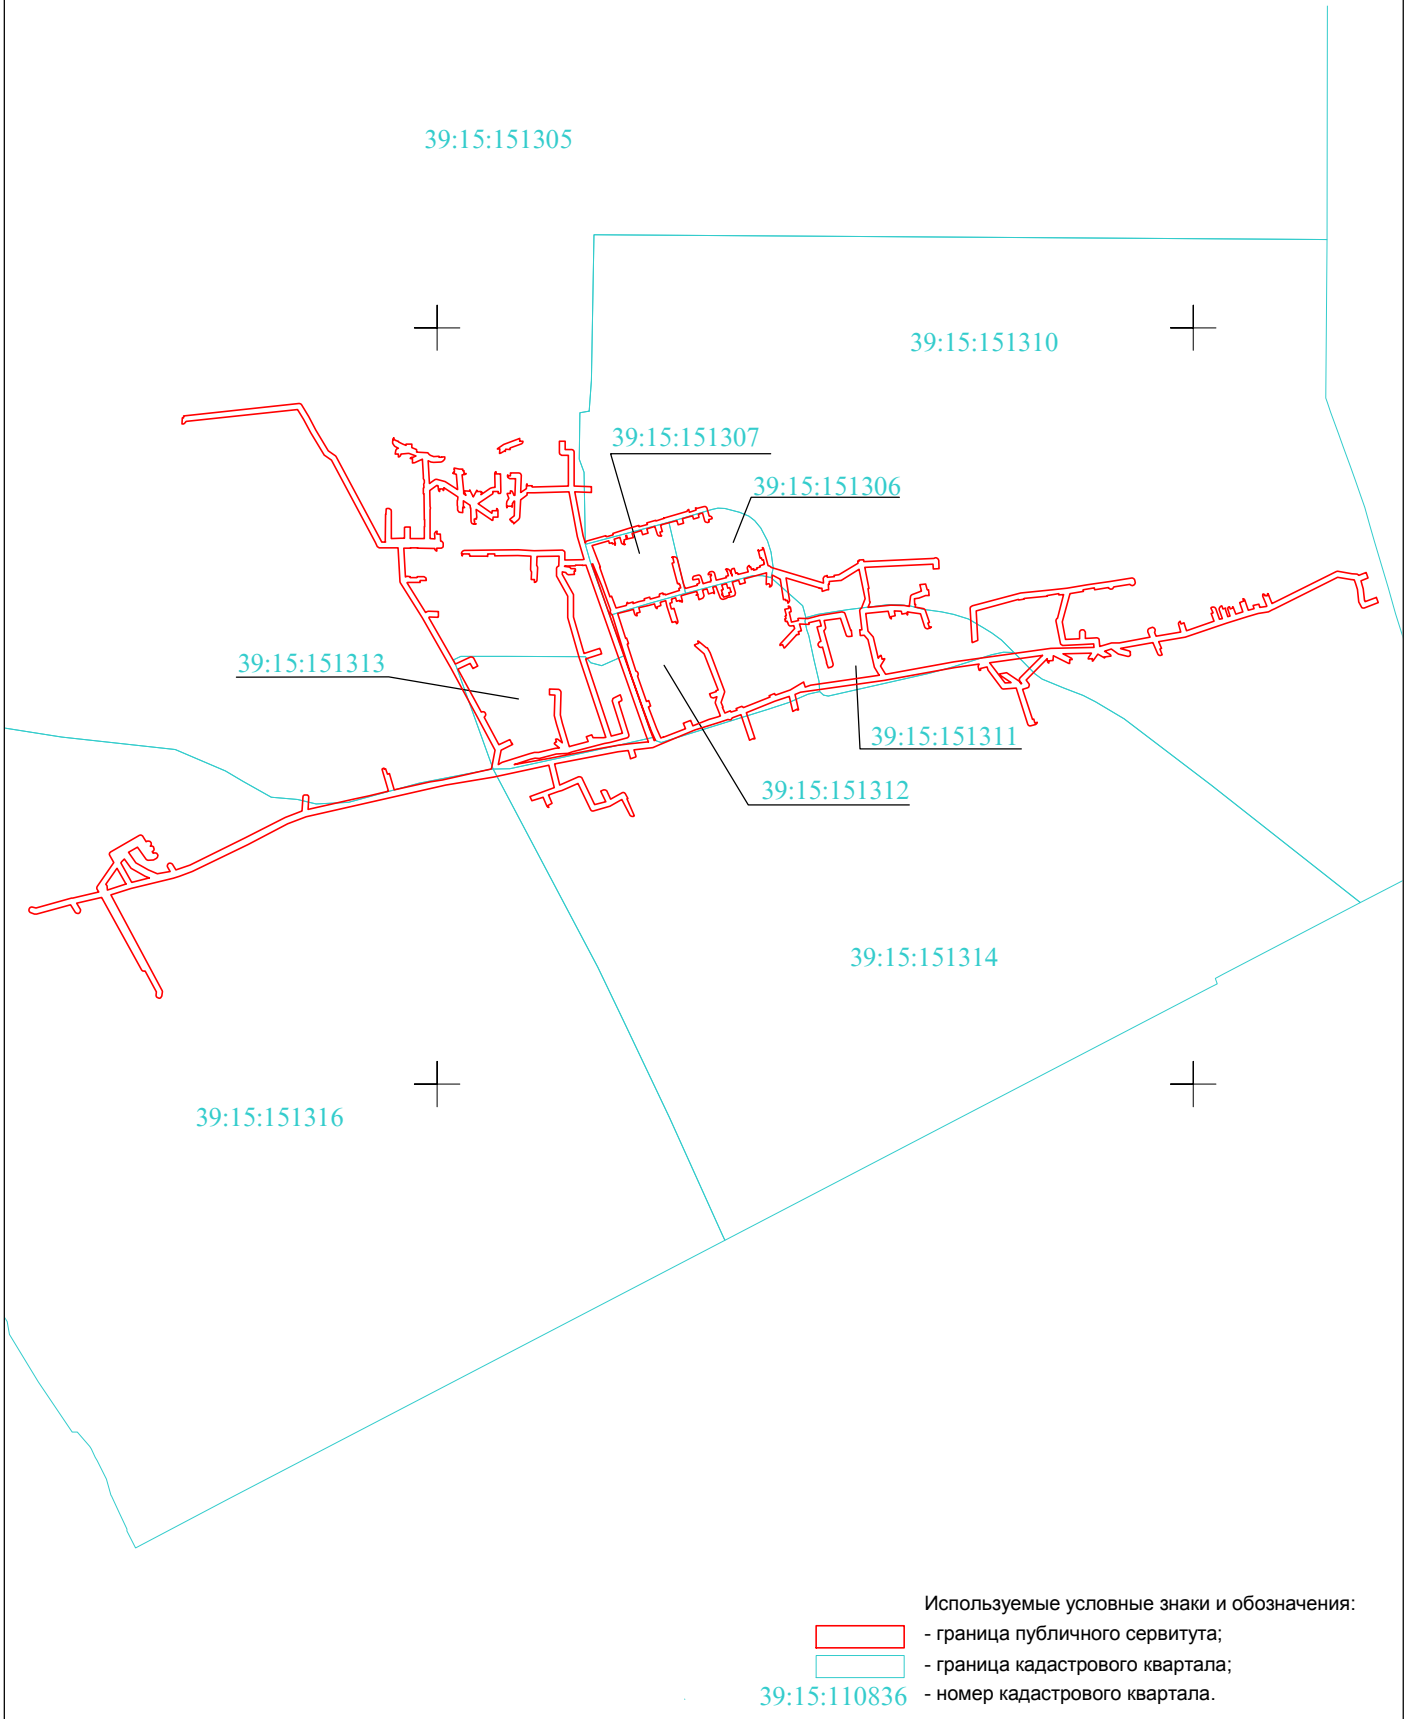 39:15:151305
39:15:151310
39:15:151307
39:15:151306
39:15:151313
39:15:151311
39:15:151312
39:15:151314
39:15:151316
Используемые условные знаки и обозначения:
- граница публичного сервитута;
- граница кадастрового квартала;
39:15:110836 - номер кадастрового квартала.